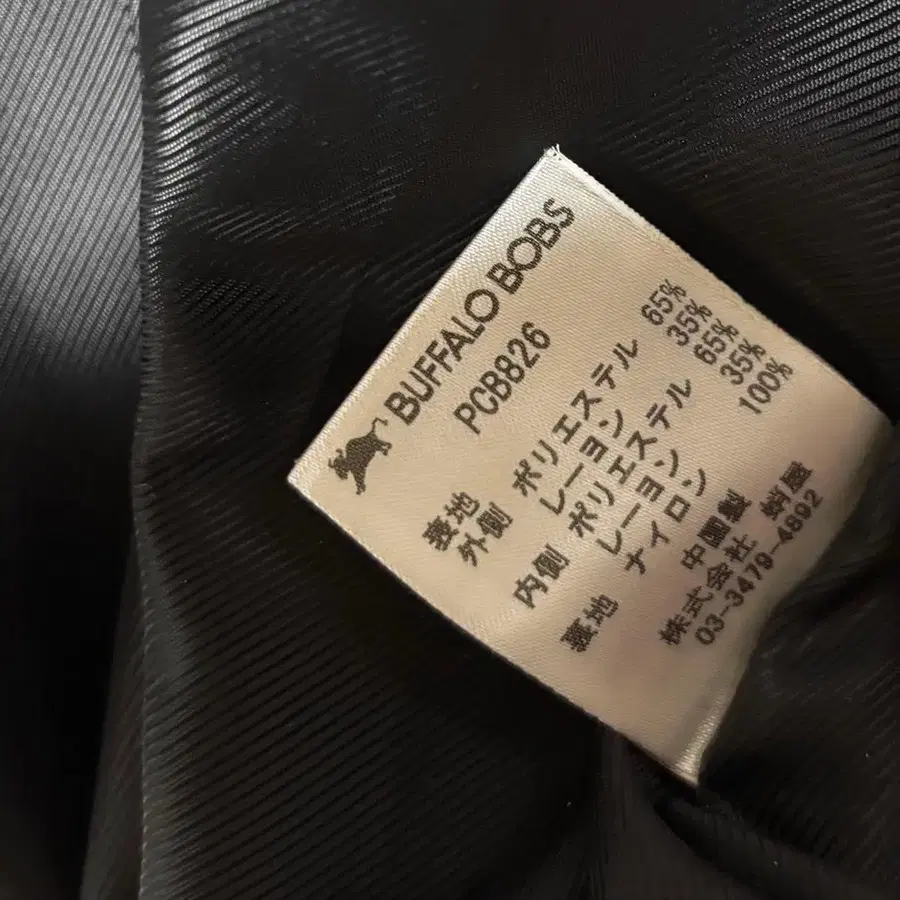 BUFFALO BOBS
PCB826
表地
外側 ポリエステル 65%
レーヨン 35%
内側 ポリエステル 65%
レーヨン 35%
裏地 ナイロン 100%
中国製
株式会社 蛸屋
03-3479-4892